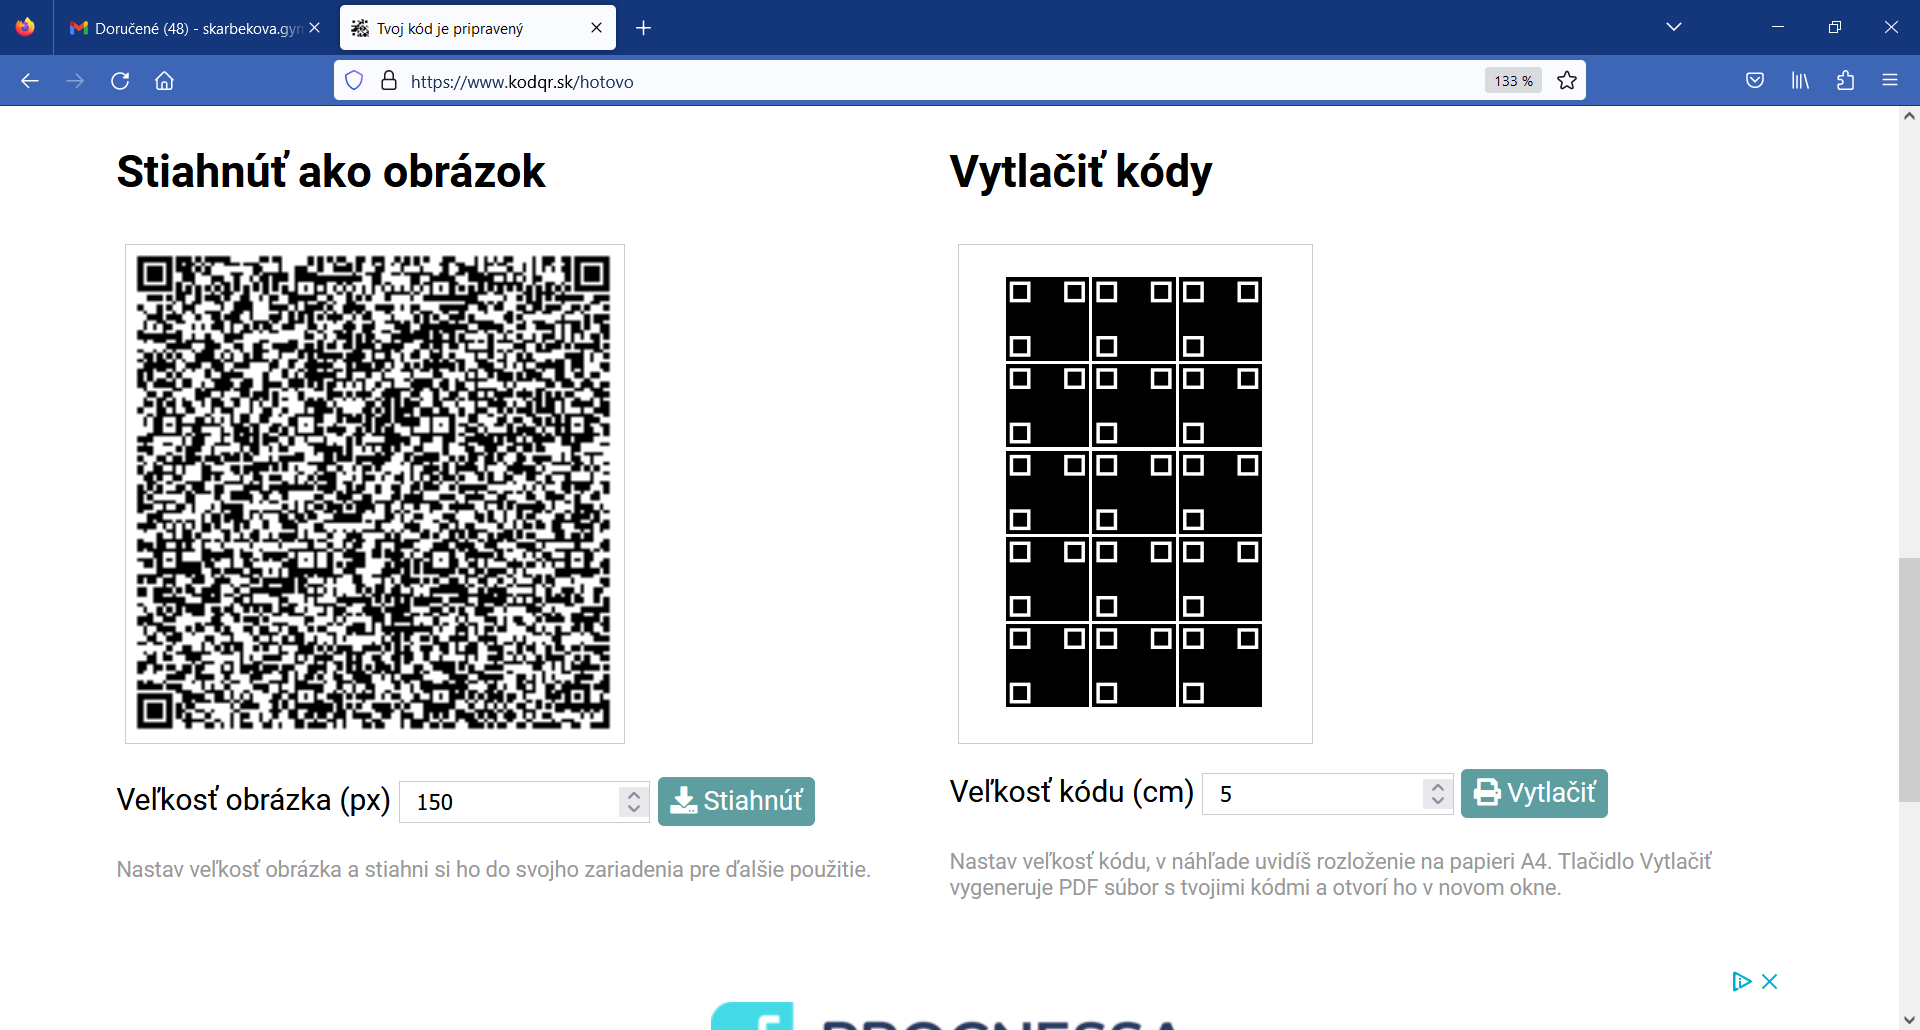 Doručené (48) - skarbekova.gyn
Tvoj kód je pripravený
https://www.kodqr.sk/hotovo
133 %
Stiahnúť ako obrázok
Vytlačiť kódy
Veľkosť obrázka (px) 150 Stiahnúť
Veľkosť kódu (cm) 5 Vytlačiť
Nastav veľkosť obrázka a stiahni si ho do svojho zariadenia pre ďalšie použitie.
Nastav veľkosť kódu, v náhľade uvidíš rozloženie na papieri A4. Tlačidlo Vytlačiť
vygeneruje PDF súbor s tvojimi kódmi a otvorí ho v novom okne.